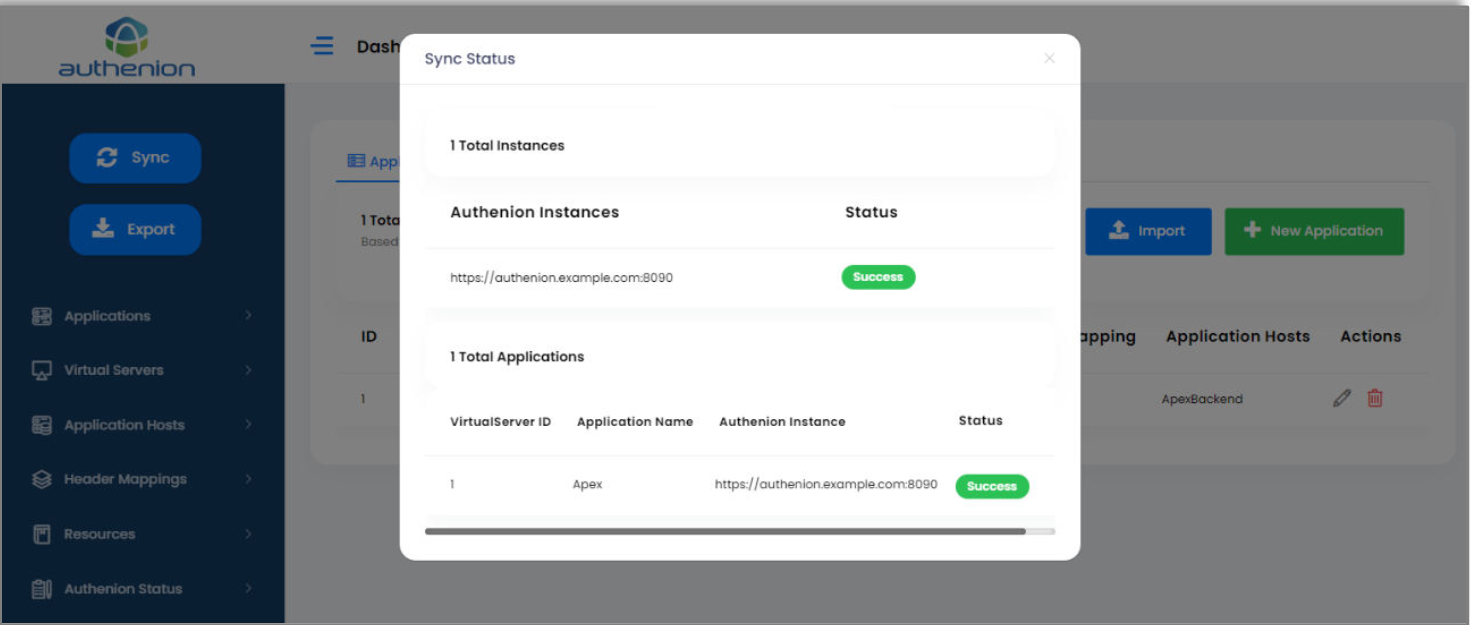 authenion
Dash
Sync Status
Sync
Export
Applications
Virtual Servers
Application Hosts
Header Mappings
Resources
Authenion Status
Appl
1 Tota
Based
Import
New Application
ID
apping
Application Hosts
Actions
1
ApexBackend
1 Total Instances
Authenion Instances
Status
https://authenion.example.com:8090
Success
1 Total Applications
VirtualServer ID
Application Name
Authenion Instance
Status
1
Apex
https://authenion.example.com:8090
Success